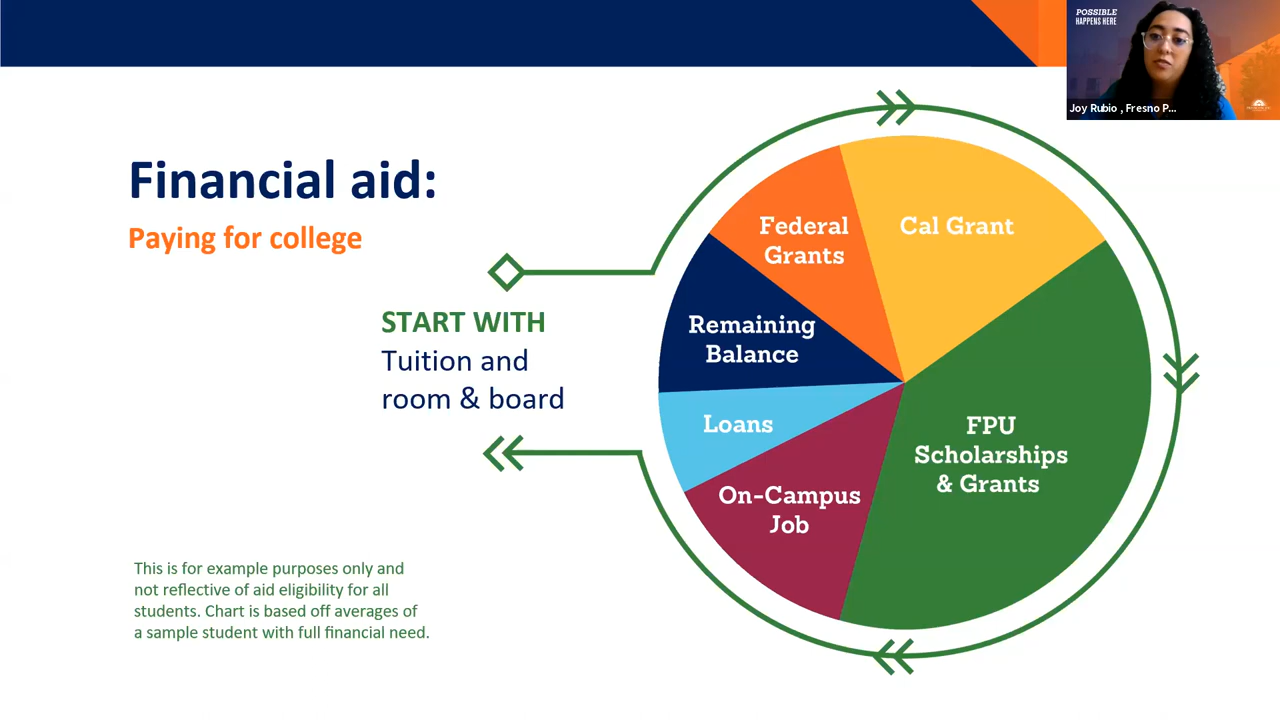 POSSIBLE
HAPPENS HERE
Joy Rubio , Fresno P...
Financial aid:
Paying for college
START WITH
Tuition and
room & board
Federal
Grants
Cal Grant
Remaining
Balance
Loans
On-Campus
Job
FPU
Scholarships
& Grants
This is for example purposes only and
not reflective of aid eligibility for all
students. Chart is based off averages of
a sample student with full financial need.